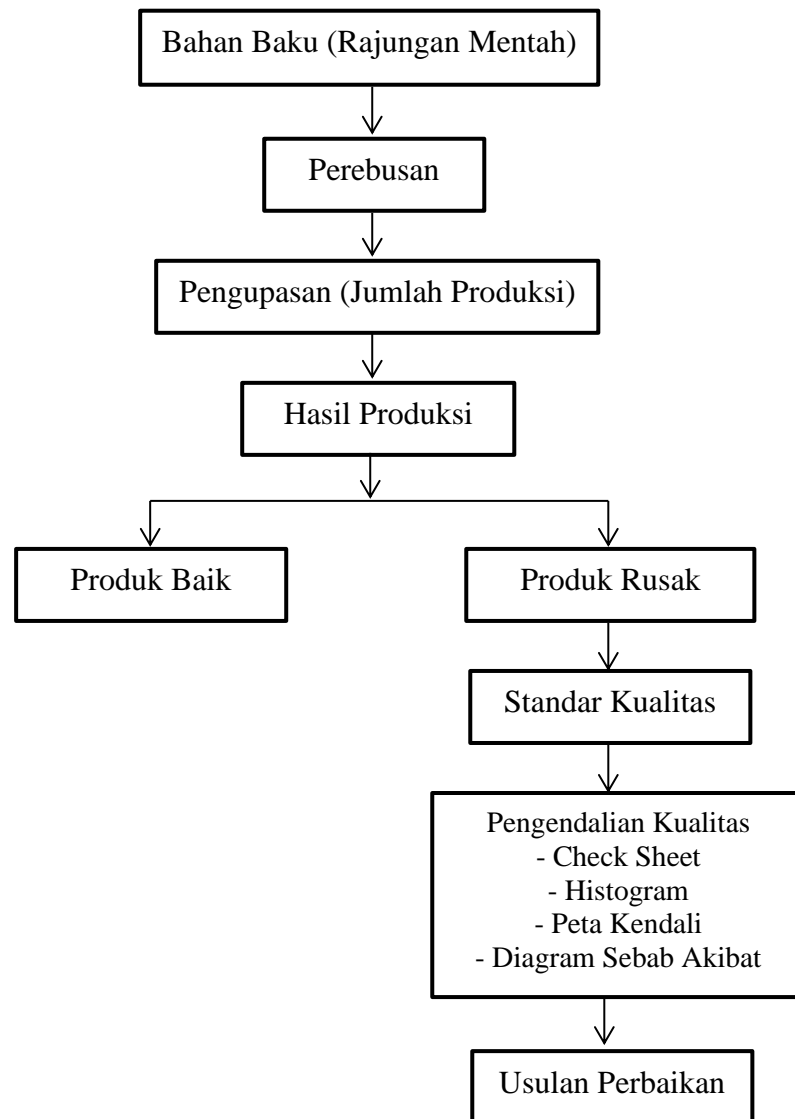 Bahan Baku (Rajungan Mentah)
Perebusan
Pengupasan (Jumlah Produksi)
Hasil Produksi
Produk Baik
Produk Rusak
Standar Kualitas
Pengendalian Kualitas
- Check Sheet
- Histogram
- Peta Kendali
- Diagram Sebab Akibat
Usulan Perbaikan